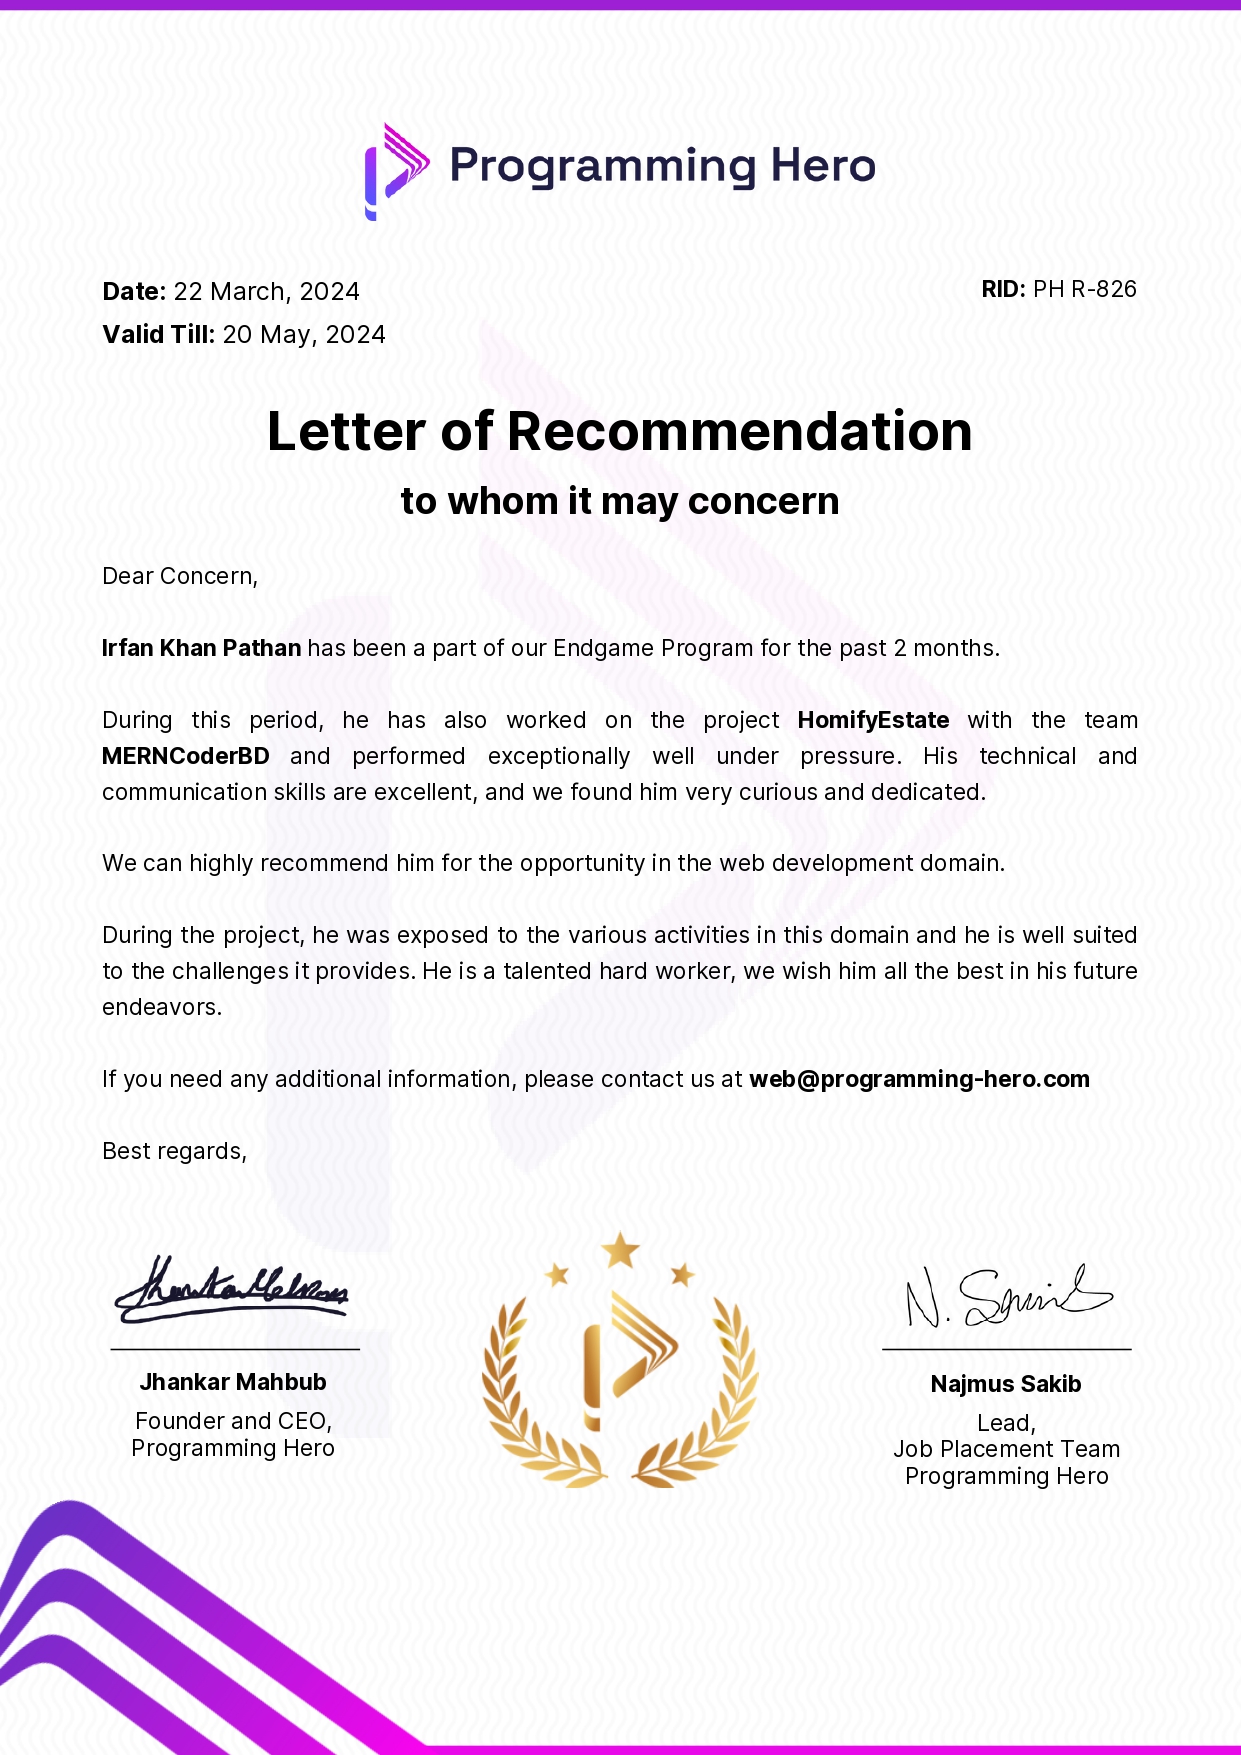 Programming Hero
Date: 22 March, 2024
RID: PH R-826
Valid Till: 20 May, 2024
Letter of Recommendation
to whom it may concern
Dear Concern,
Irfan Khan Pathan has been a part of our Endgame Program for the past 2 months.
During this period, he has also worked on the project HomifyEstate with the team
MERNCoderBD and performed exceptionally well under pressure. His technical and
communication skills are excellent, and we found him very curious and dedicated.
We can highly recommend him for the opportunity in the web development domain.
During the project, he was exposed to the various activities in this domain and he is well suited
to the challenges it provides. He is a talented hard worker, we wish him all the best in his future
endeavors.
If you need any additional information, please contact us at web@programming-hero.com
Best regards,
Jhankar Mahbub
Founder and CEO,
Programming Hero
Najmus Sakib
Lead,
Job Placement Team
Programming Hero